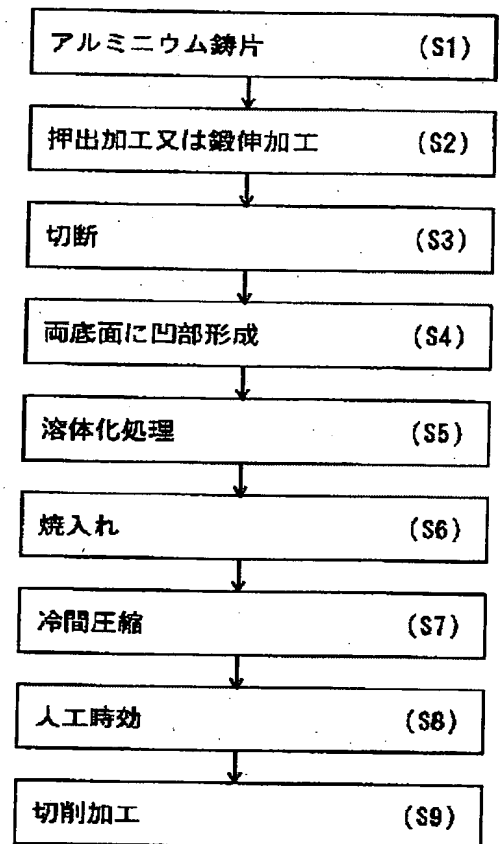 アルミニウム鋳片 (S1)
押出加工又は鍛伸加工 (S2)
切断 (S3)
両底面に凹部形成 (S4)
溶体化処理 (S5)
焼入れ (S6)
冷間圧縮 (S7)
人工時効 (S8)
切削加工 (S9)